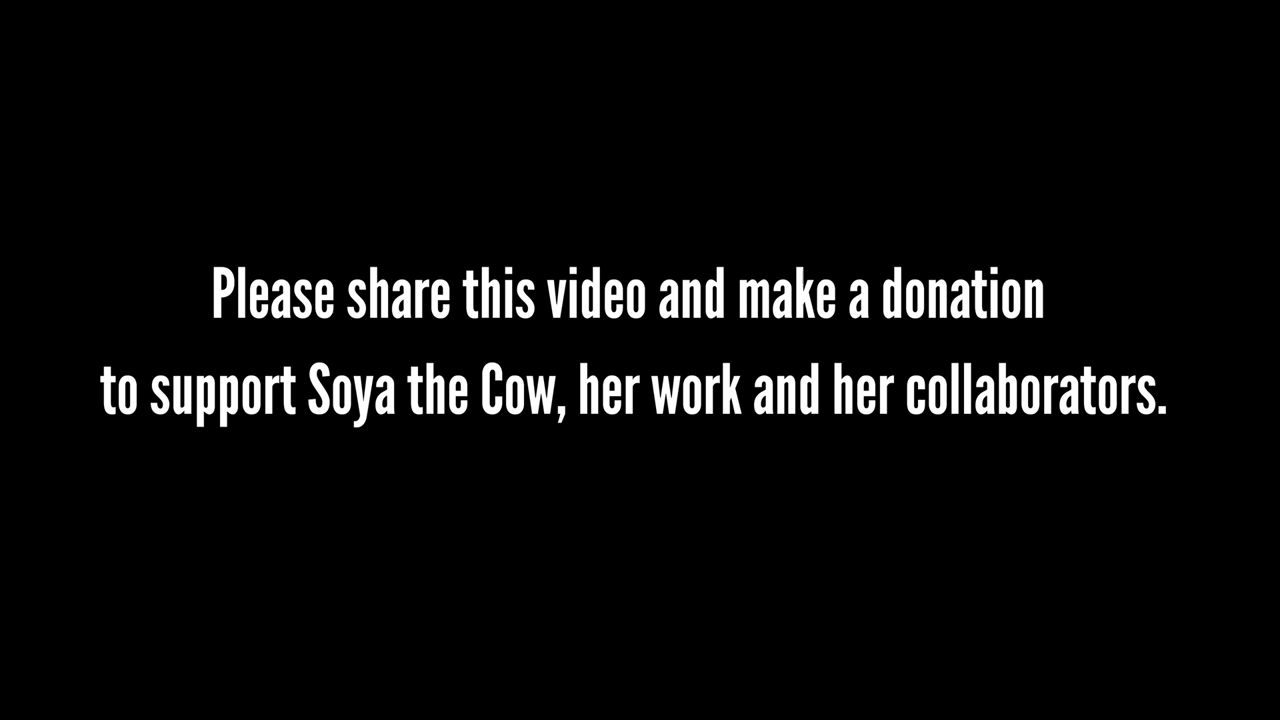 Please share this video and make a donation
to support Soya the Cow, her work and her collaborators.